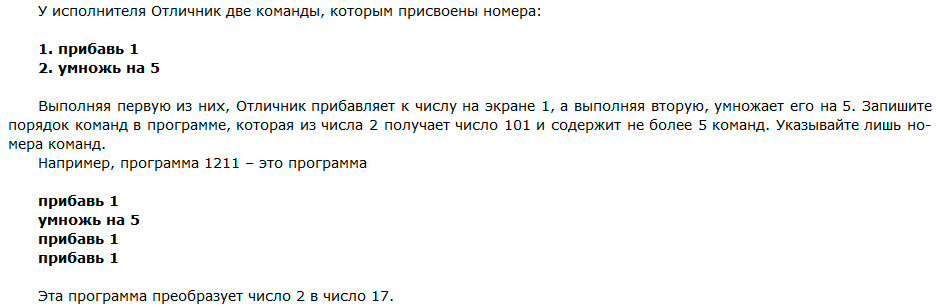 У исполнителя Отличник две команды, которым присвоены номера:
1. прибавь 1
2. умножь на 5
Выполняя первую из них, Отличник прибавляет к числу на экране 1, а выполняя вторую, умножает его на 5. Запишите
порядок команд в программе, которая из числа 2 получает число 101 и содержит не более 5 команд. Указывайте лишь но-
мера команд.
Например, программа 1211 – это программа
прибавь 1
умножь на 5
прибавь 1
прибавь 1
Эта программа преобразует число 2 в число 17.